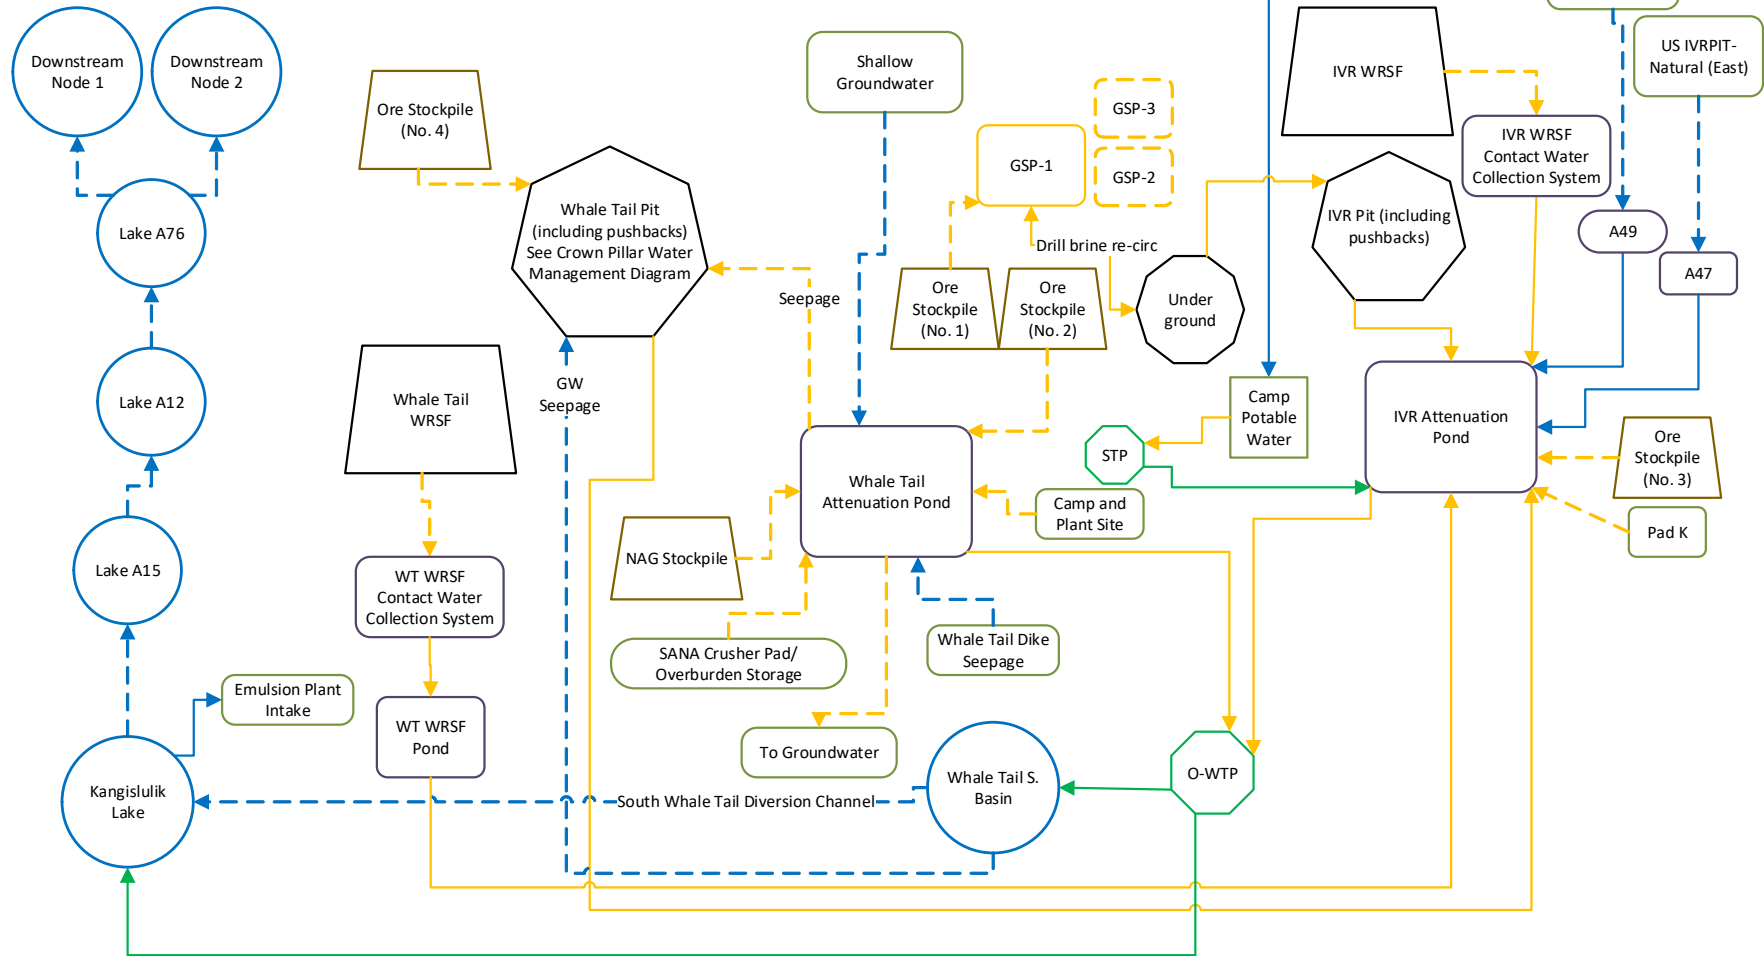 Downstream
Node 1
Downstream
Node 2
Ore Stockpile
(No. 4)
Shallow
Groundwater
GSP-3
GSP-1
GSP-2
IVR WRSF
US IVRPIT-
Natural (East)
IVR WRSF
Contact Water
Collection System
Lake A76
Whale Tail Pit
(including pushbacks)
See Crown Pillar Water
Management Diagram
Drill brine re-circ
IVR Pit (including
pushbacks)
A49
A47
Seepage
Ore
Stockpile
(No. 1)
Ore
Stockpile
(No. 2)
Under
ground
Lake A12
Whale Tail
WRSF
GW
Seepage
Camp
Potable
Water
IVR Attenuation
Pond
STP
Ore
Stockpile
(No. 3)
Whale Tail
Attenuation Pond
Camp and
Plant Site
Pad K
Lake A15
NAG Stockpile
WT WRSF
Contact Water
Collection System
SANA Crusher Pad/
Overburden Storage
Whale Tail Dike
Seepage
Emulsion Plant
Intake
WT WRSF
Pond
To Groundwater
O-WTP
Whale Tail S.
Basin
Kangislulik
Lake
South Whale Tail Diversion Channel